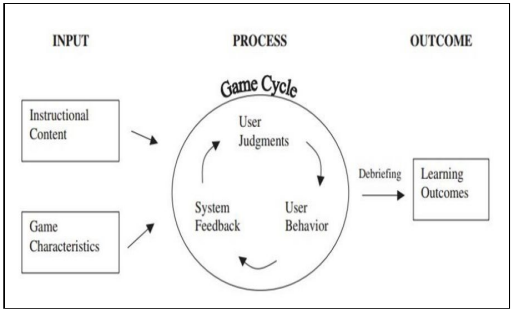 INPUT
PROCESS
OUTCOME
Game Cycle
Instructional
Content
User
Judgments
Debriefing
Learning
Outcomes
System
Feedback
User
Behavior
Game
Characteristics